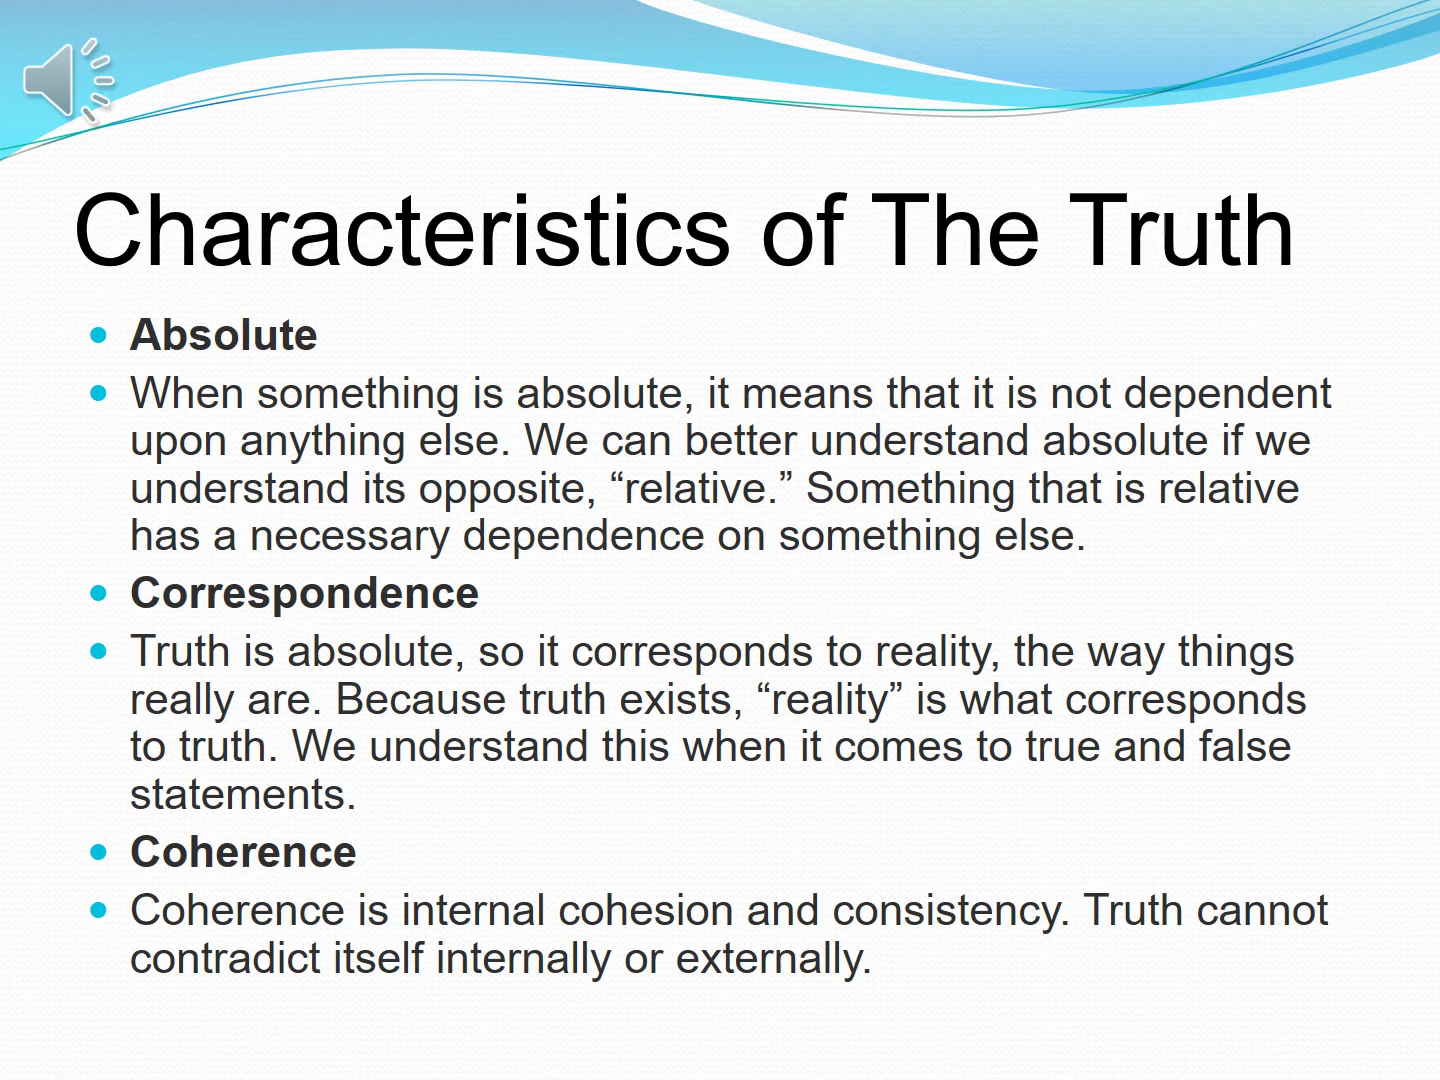 Characteristics of The Truth
Absolute
When something is absolute, it means that it is not dependent
upon anything else. We can better understand absolute if we
understand its opposite, “relative.” Something that is relative
has a necessary dependence on something else.
Correspondence
Truth is absolute, so it corresponds to reality, the way things
really are. Because truth exists, “reality” is what corresponds
to truth. We understand this when it comes to true and false
statements.
Coherence
Coherence is internal cohesion and consistency. Truth cannot
contradict itself internally or externally.